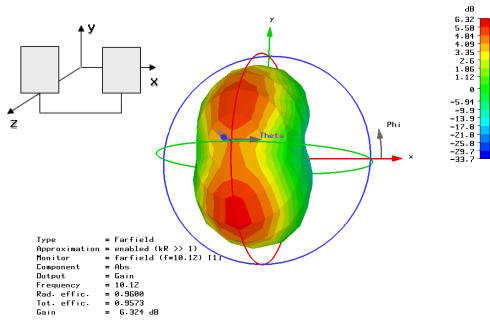 y
x
z
y
Theta
Phi
x
dB
6.32
5.58
4.84
4.09
3.35
2.6
1.86
1.12
0
-5.94
-9.9
-13.9
-17.8
-21.8
-25.8
-29.7
-33.7
Type = Farfield
Approximation = enabled (kR >> 1)
Monitor = farfield (f=10.12) [1]
Component = Abs
Output = Gain
Frequency = 10.12
Rad. effic. = 0.9600
Tot. effic. = 0.9573
Gain = 6.324 dB